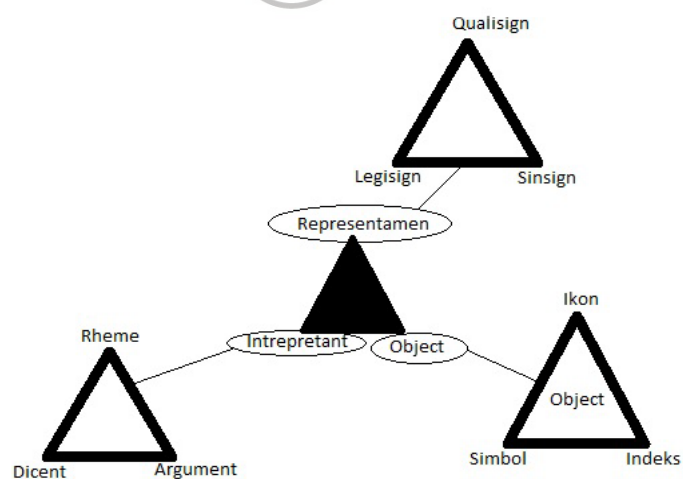 Qualisign
Legisign
Sinsign
Representamen
Ikon
Rheme
Intrepretant
Object
Object
Simbol
Indeks
Dicent
Argument